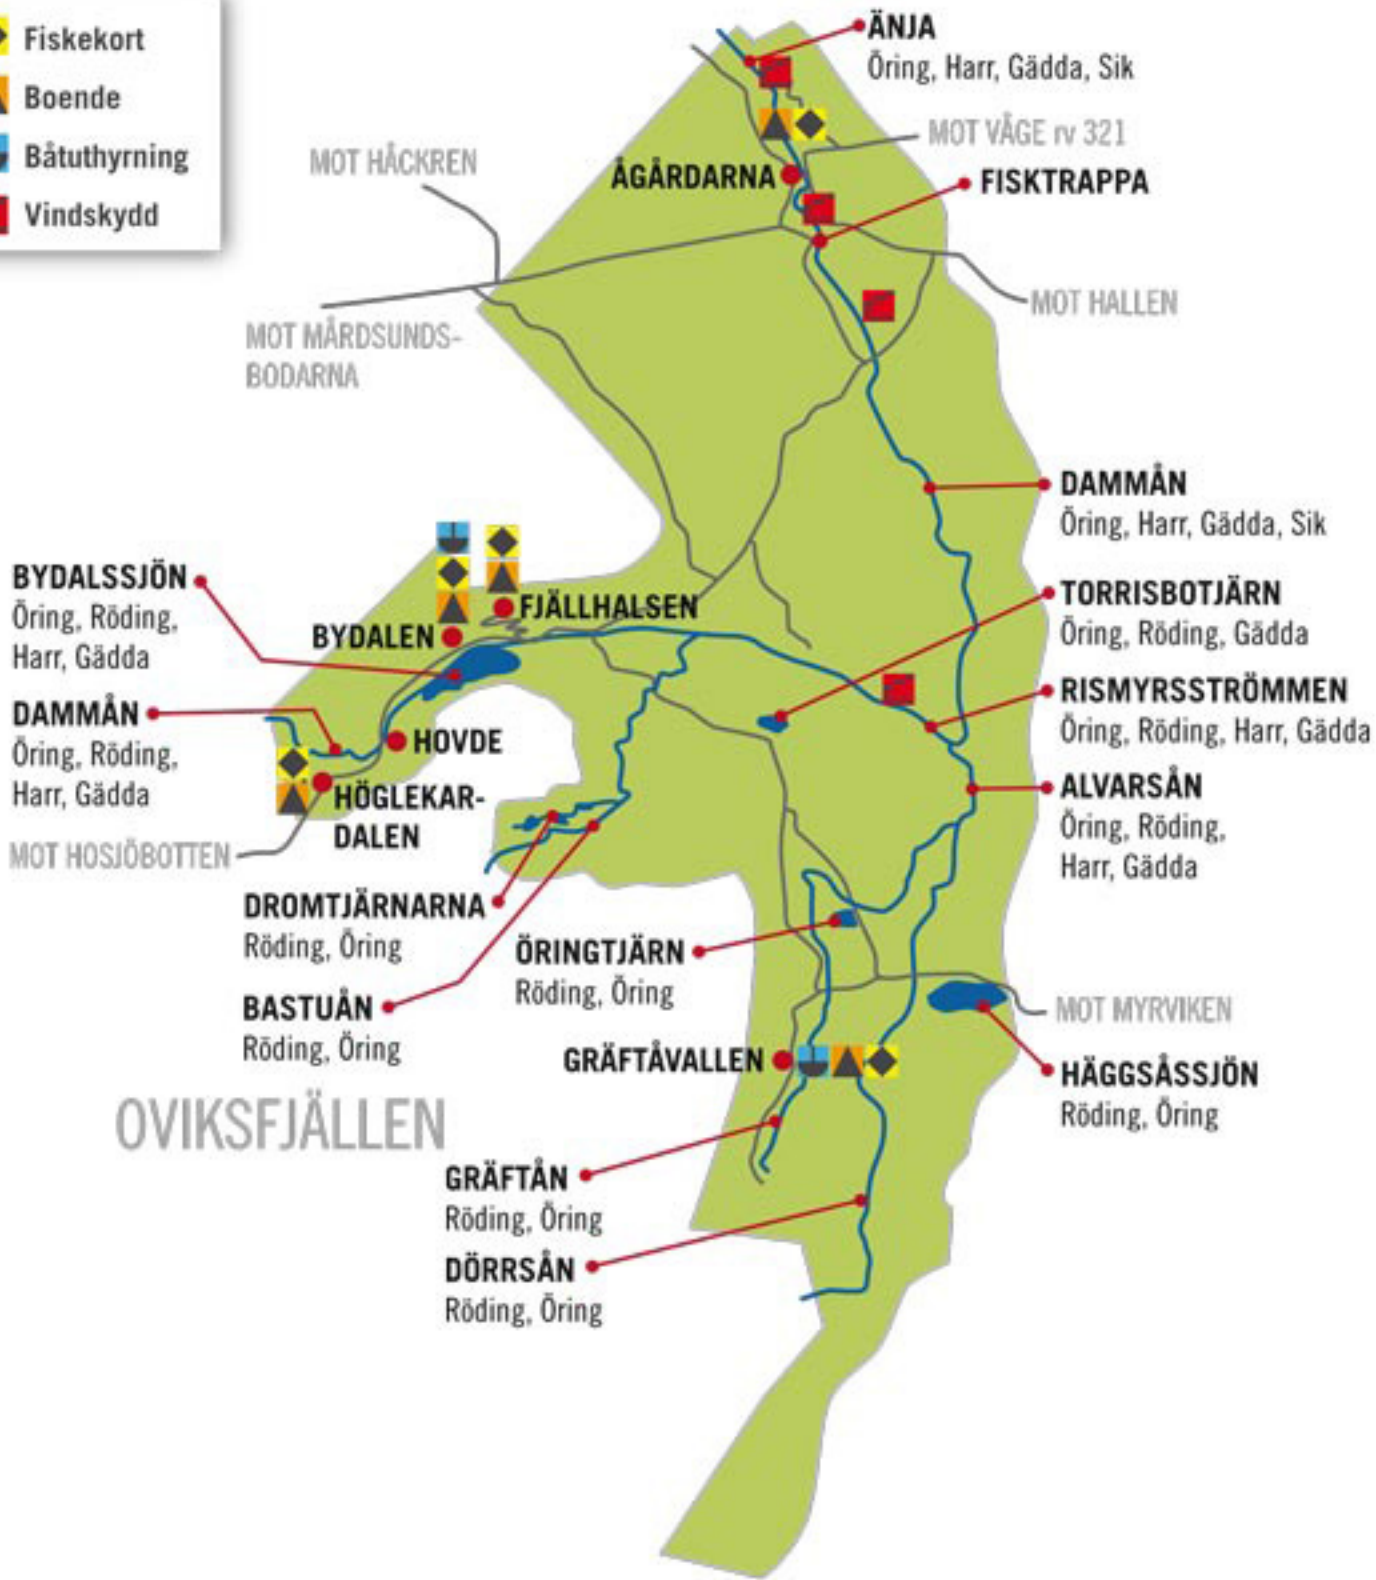 Fiskekort
Boende
Båtuthyrning
Vindskydd
ÄNJA
Öring, Harr, Gädda, Sik
MOT VÅGE rv 321
MOT HÅCKREN
ÅGÅRDARNA
FISKTRAPPA
MOT HALLEN
MOT MÅRDSUNDS-
BODARNA
DAMMÅN
Öring, Harr, Gädda, Sik
BYDALSSJÖN
Öring, Röding,
Harr, Gädda
FJÄLLHALSEN
BYDALEN
TORRISBOTJÄRN
Öring, Röding, Gädda
RISMYRSSTRÖMMEN
Öring, Röding, Harr, Gädda
DAMMÅN
Öring, Röding,
Harr, Gädda
HOVDE
HÖGLEKAR-
DALEN
MOT HOSJÖBOTTEN
ALVARSÅN
Öring, Röding,
Harr, Gädda
DROMTJÄRNARNA
Röding, Öring
ÖRINGTJÄRN
Röding, Öring
BASTUÅN
Röding, Öring
MOT MYRVIKEN
GRÄFTÅVALLEN
HÄGGSÅSSJÖN
Röding, Öring
OVIKSFJÄLLEN
GRÄFTÅN
Röding, Öring
DÖRRSÅN
Röding, Öring